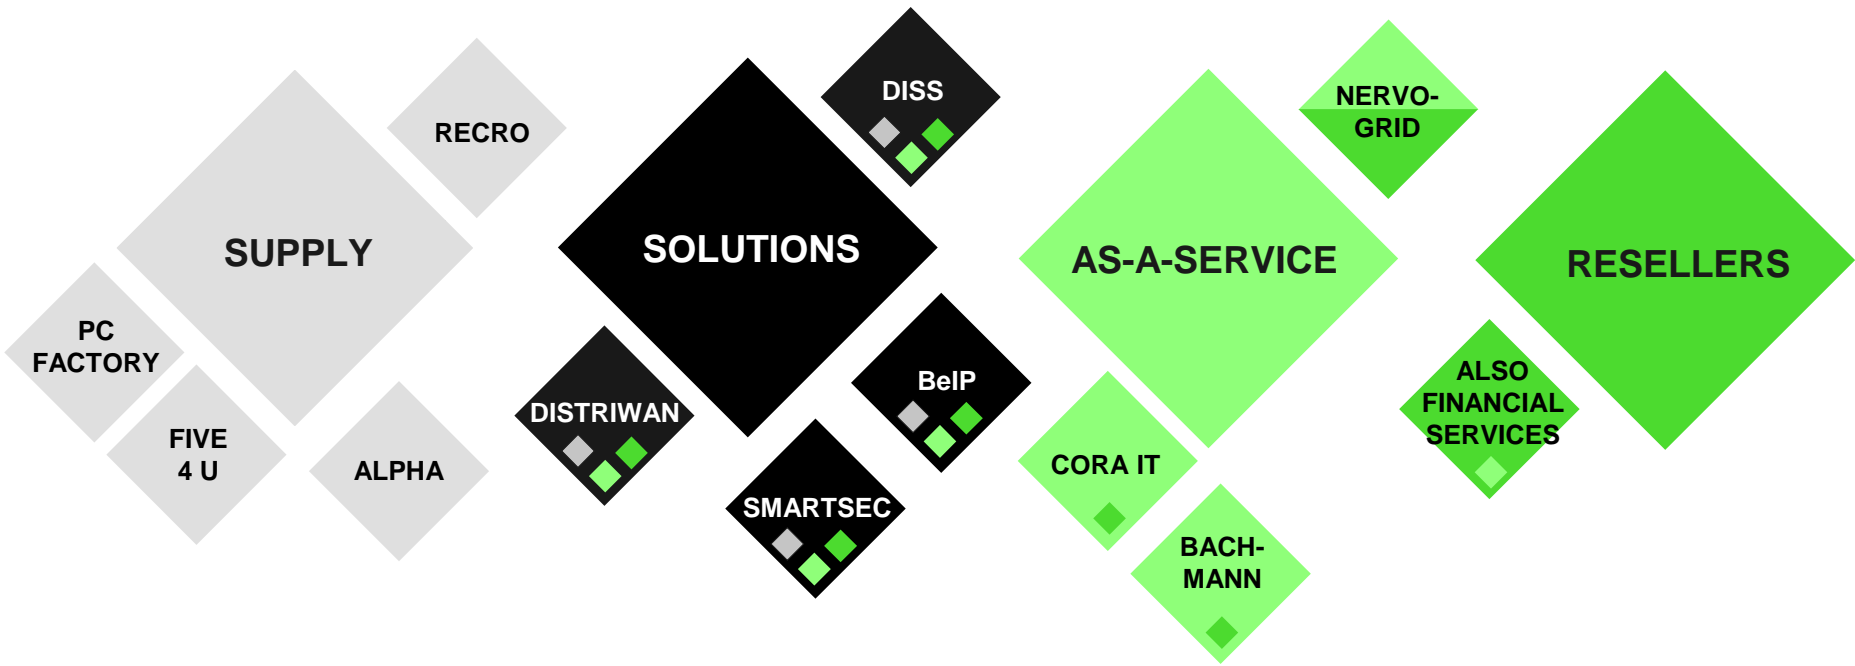 RECRO
SUPPLY
PC
FACTORY
FIVE
4 U
ALPHA
DISS
SOLUTIONS
DISTRIWAN
BeIP
SMARTSEC
NERVO-
GRID
AS-A-SERVICE
CORA IT
BACH-
MANN
RESELLERS
ALSO
FINANCIAL
SERVICES